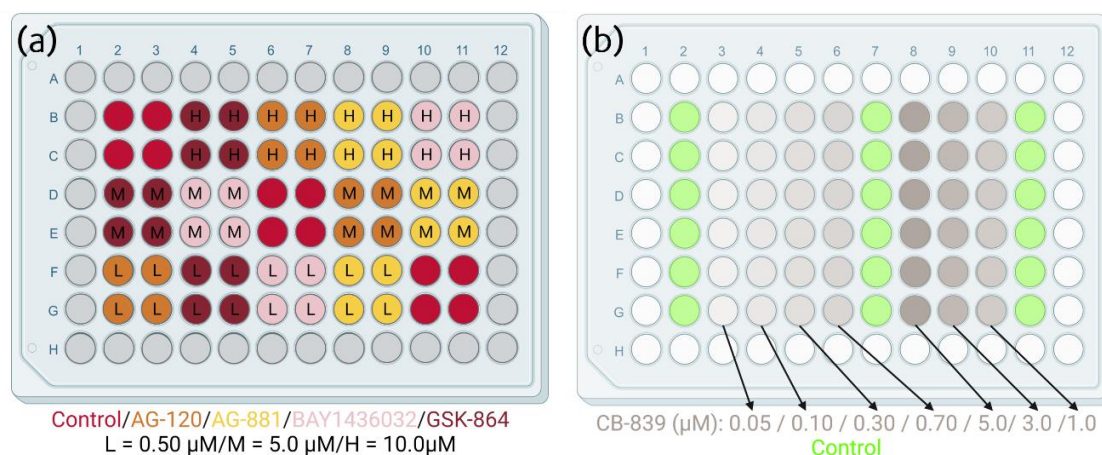 (a)
1 2 3 4 5 6 7 8 9 10 11 12
A
B H H H H H H H H
C H H H H H H H H
D M M M M M M M M
E M M M M M M M M
F L L L L L L L L
G L L L L L L L L
H
Control/AG-120/AG-881/BAY1436032/GSK-864
L = 0.50 µM/M = 5.0 µM/H = 10.0µM
(b)
1 2 3 4 5 6 7 8 9 10 11 12
A
B
C
D
E
F
G
H
CB-839 (µM): 0.05 / 0.10 / 0.30 / 0.70 / 5.0/ 3.0 /1.0
Control